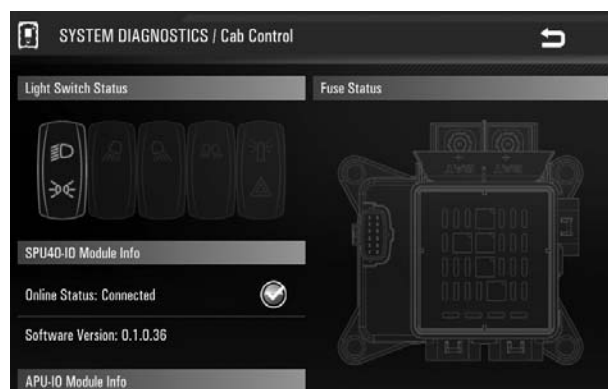 SYSTEM DIAGNOSTICS / Cab Control
Light Switch Status
Fuse Status
SPU40-IO Module Info
Online Status: Connected
Software Version: 0.1.0.36
APU-IO Module Info